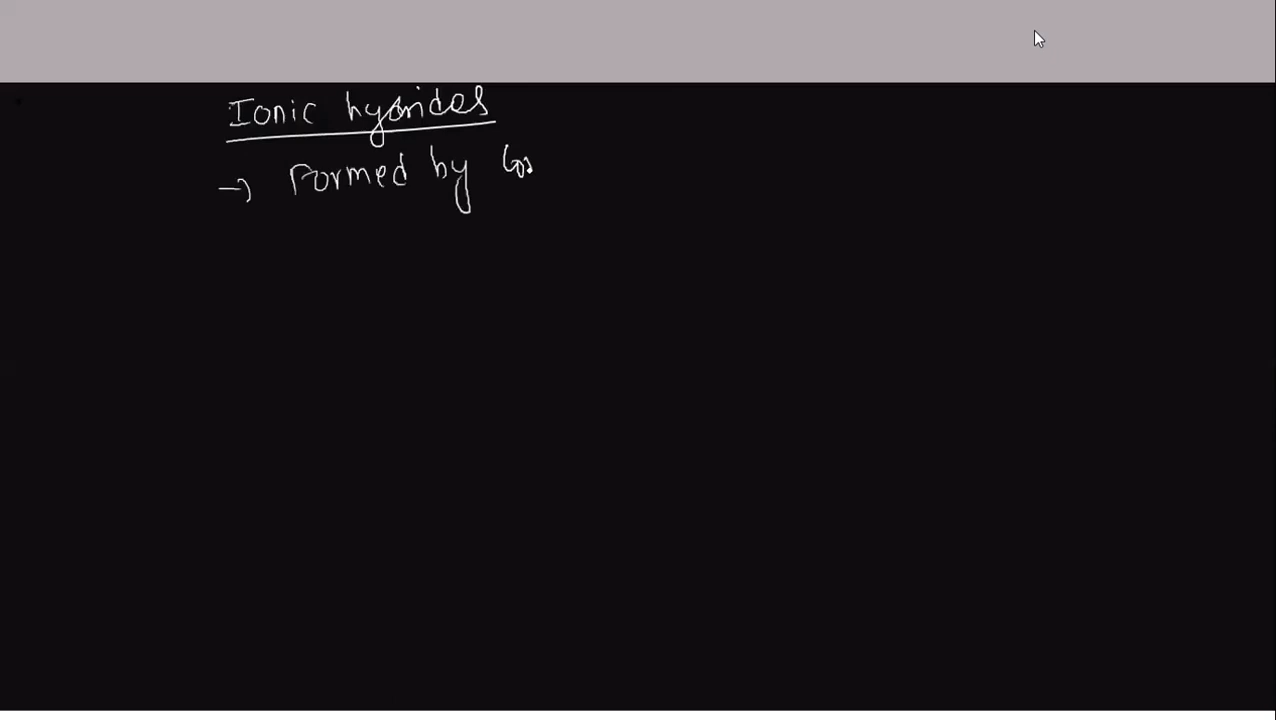 Ionic hydrides
→ Formed by